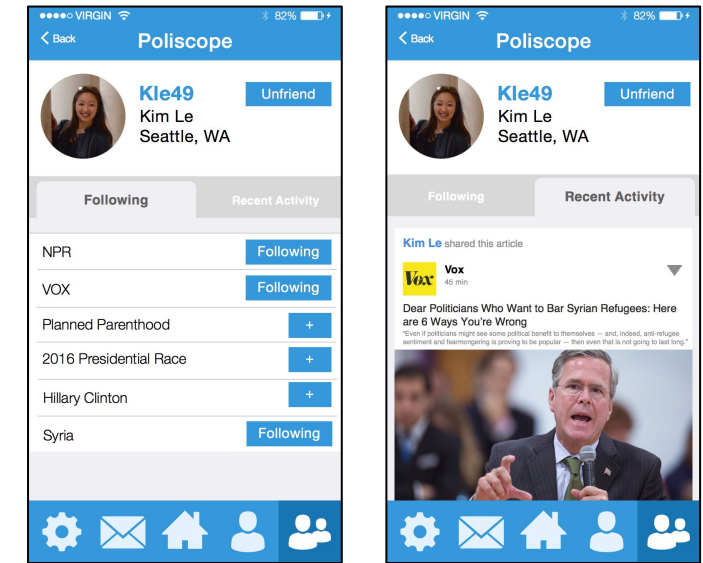 VIRGIN 82%
Back Poliscope
Kle49 Unfriend
Kim Le
Seattle, WA
Following Recent Activity
NPR Following
VOX Following
Planned Parenthood +
2016 Presidential Race +
Hillary Clinton +
Syria Following
VIRGIN 82%
Back Poliscope
Kle49 Unfriend
Kim Le
Seattle, WA
Following Recent Activity
Kim Le shared this article
Vox Vox
45 min
Dear Politicians Who Want to Bar Syrian Refugees: Here
are 6 Ways You're Wrong
"Even if politicians might see some political benefit to themselves — and, indeed, anti-refugee
sentiment and fearmongering is proving to be popular — then even that is not going to last long."